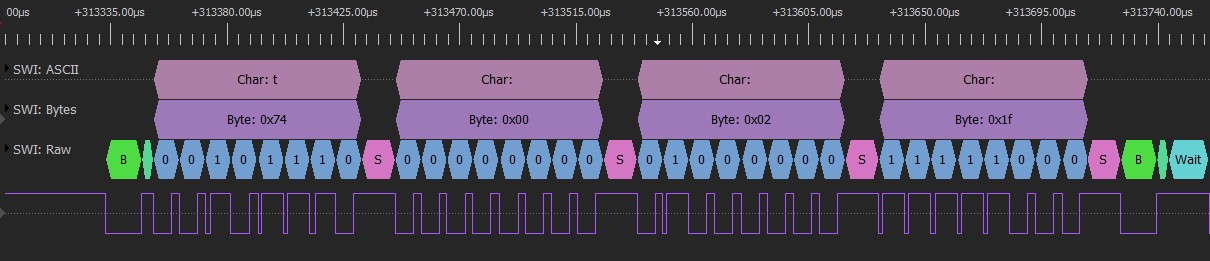 00µs +313335.00µs +313380.00µs +313425.00µs +313470.00µs +313515.00µs +313560.00µs +313605.00µs +313650.00µs +313695.00µs +313740.00µs
SWI: ASCII Char: t Char: Char: Char:
SWI: Bytes Byte: 0x74 Byte: 0x00 Byte: 0x02 Byte: 0x1f
SWI: Raw B 0 0 1 0 1 1 1 0 S 0 0 0 0 0 0 0 0 S 0 1 0 0 0 0 0 0 S 1 1 1 1 1 0 0 0 S B Wait